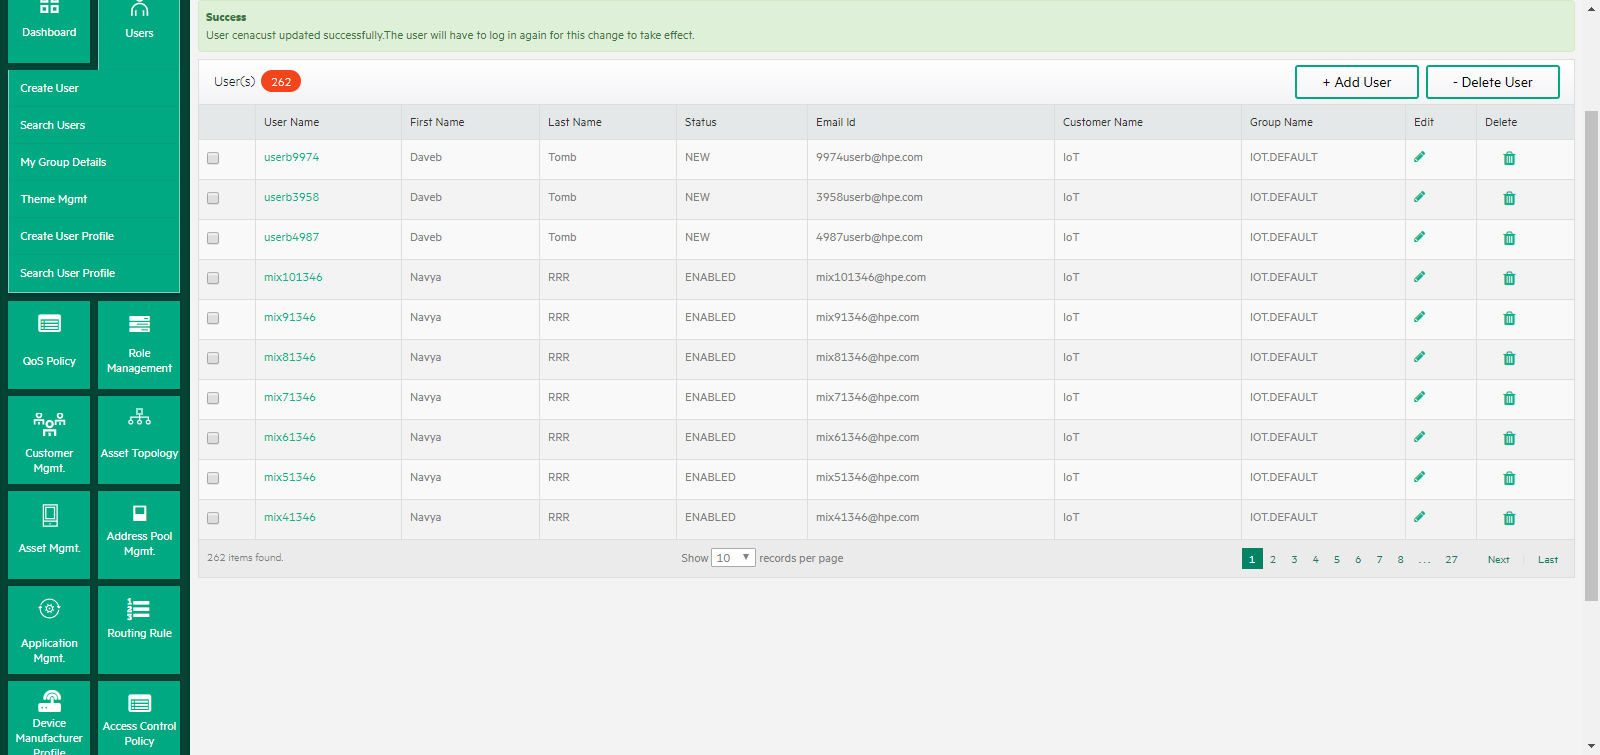 Dashboard
Users
Create User
Search Users
My Group Details
Theme Mgmt
Create User Profile
Search User Profile
QoS Policy
Role
Management
Customer
Mgmt.
Asset Topology
Asset Mgmt.
Address Pool
Mgmt.
Application
Mgmt.
1
2
3
Routing Rule
Device
Manufacturer
Profile
Access Control
Policy
Success
User cenacust updated successfully.The user will have to log in again for this change to take effect.
User(s) 262
+ Add User - Delete User
User Name First Name Last Name Status Email Id Customer Name Group Name Edit Delete
userb9974 Daveb Tomb NEW 9974userb@hpe.com IoT IOT.DEFAULT
userb3958 Daveb Tomb NEW 3958userb@hpe.com IoT IOT.DEFAULT
userb4987 Daveb Tomb NEW 4987userb@hpe.com IoT IOT.DEFAULT
mix101346 Navya RRR ENABLED mix101346@hpe.com IoT IOT.DEFAULT
mix91346 Navya RRR ENABLED mix91346@hpe.com IoT IOT.DEFAULT
mix81346 Navya RRR ENABLED mix81346@hpe.com IoT IOT.DEFAULT
mix71346 Navya RRR ENABLED mix71346@hpe.com IoT IOT.DEFAULT
mix61346 Navya RRR ENABLED mix61346@hpe.com IoT IOT.DEFAULT
mix51346 Navya RRR ENABLED mix51346@hpe.com IoT IOT.DEFAULT
mix41346 Navya RRR ENABLED mix41346@hpe.com IoT IOT.DEFAULT
262 items found. Show 10 records per page 1 2 3 4 5 6 7 8 ... 27 Next Last